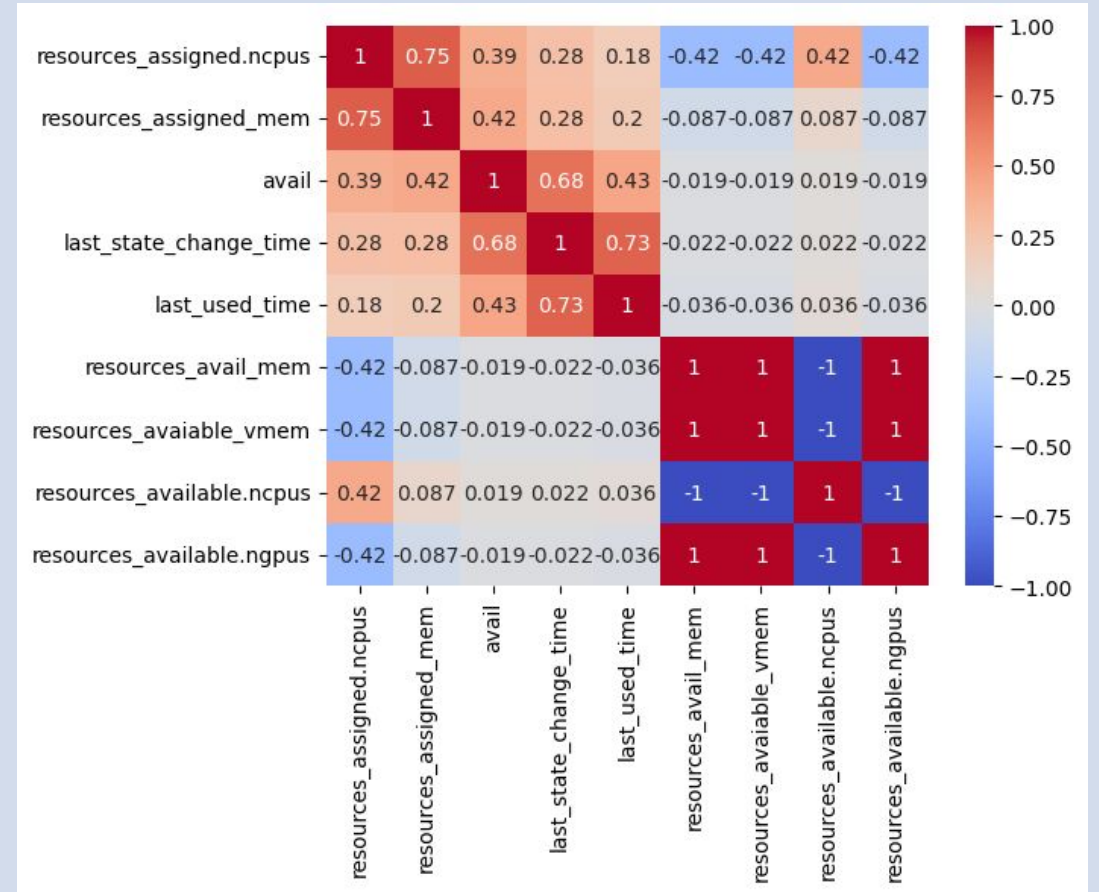 resources_assigned.ncpus 1 0.75 0.39 0.28 0.18 -0.42 -0.42 0.42 -0.42
resources_assigned_mem 0.75 1 0.42 0.28 0.2 -0.087 -0.087 0.087 -0.087
avail 0.39 0.42 1 0.68 0.43 -0.019 -0.019 0.019 -0.019
last_state_change_time 0.28 0.28 0.68 1 0.73 -0.022 -0.022 0.022 -0.022
last_used_time 0.18 0.2 0.43 0.73 1 -0.036 -0.036 0.036 -0.036
resources_avail_mem -0.42 -0.087 -0.019 -0.022 -0.036 1 1 -1 1
resources_avaiable_vmem -0.42 -0.087 -0.019 -0.022 -0.036 1 1 -1 1
resources_available.ncpus 0.42 0.087 0.019 0.022 0.036 -1 -1 1 -1
resources_available.ngpus -0.42 -0.087 -0.019 -0.022 -0.036 1 1 -1 1
resources_assigned.ncpus
resources_assigned_mem
avail
last_state_change_time
last_used_time
resources_avail_mem
resources_avaiable_vmem
resources_available.ncpus
resources_available.ngpus
1.00
0.75
0.50
0.25
0.00
−0.25
−0.50
−0.75
−1.00